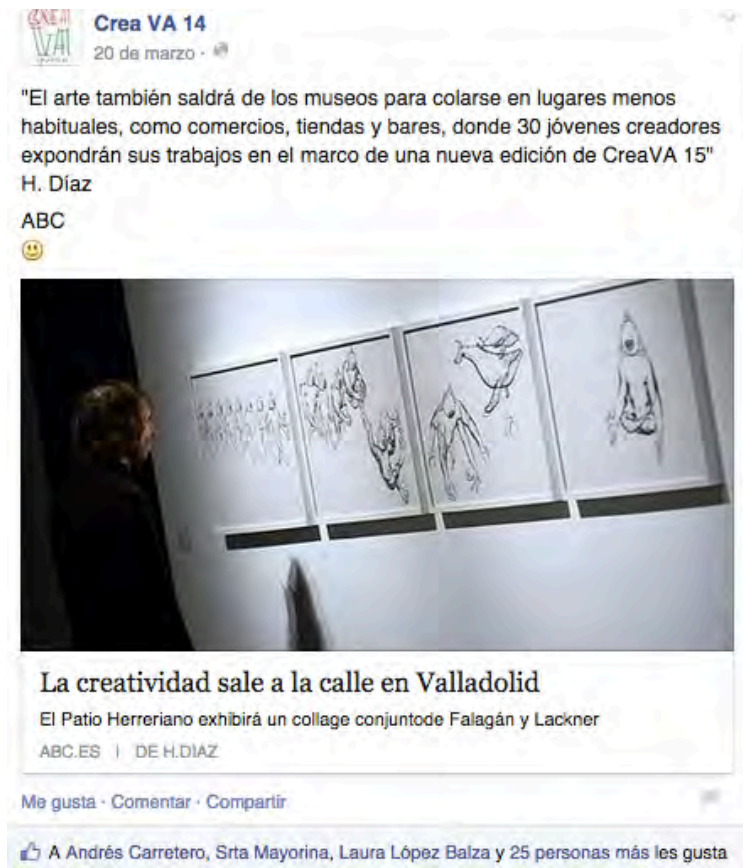 CREA
VA
Crea VA 14
20 de marzo ·
"El arte también saldrá de los museos para colarse en lugares menos
habituales, como comercios, tiendas y bares, donde 30 jóvenes creadores
expondrán sus trabajos en el marco de una nueva edición de CreaVA 15"
H. Díaz
ABC
La creatividad sale a la calle en Valladolid
El Patio Herreriano exhibirá un collage conjuntode Falagán y Lackner
ABC.ES | DE H.DIAZ
Me gusta · Comentar · Compartir
A Andrés Carretero, Srta Mayorina, Laura López Balza y 25 personas más les gusta